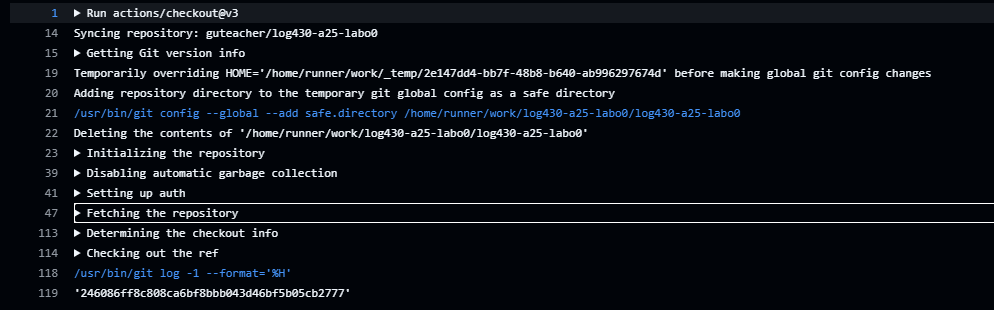 1 ▶ Run actions/checkout@v3
14 Syncing repository: guteacher/log430-a25-labo0
15 ▶ Getting Git version info
19 Temporarily overriding HOME='/home/runner/work/_temp/2e147dd4-bb7f-48b8-b640-ab996297674d' before making global git config changes
20 Adding repository directory to the temporary git global config as a safe directory
21 /usr/bin/git config --global --add safe.directory /home/runner/work/log430-a25-labo0/log430-a25-labo0
22 Deleting the contents of '/home/runner/work/log430-a25-labo0/log430-a25-labo0'
23 ▶ Initializing the repository
39 ▶ Disabling automatic garbage collection
41 ▶ Setting up auth
47 ▶ Fetching the repository
113 ▶ Determining the checkout info
114 ▶ Checking out the ref
118 /usr/bin/git log -1 --format='%H'
119 '246086ff8c808ca6bf8bbb043d46bf5b05cb2777'